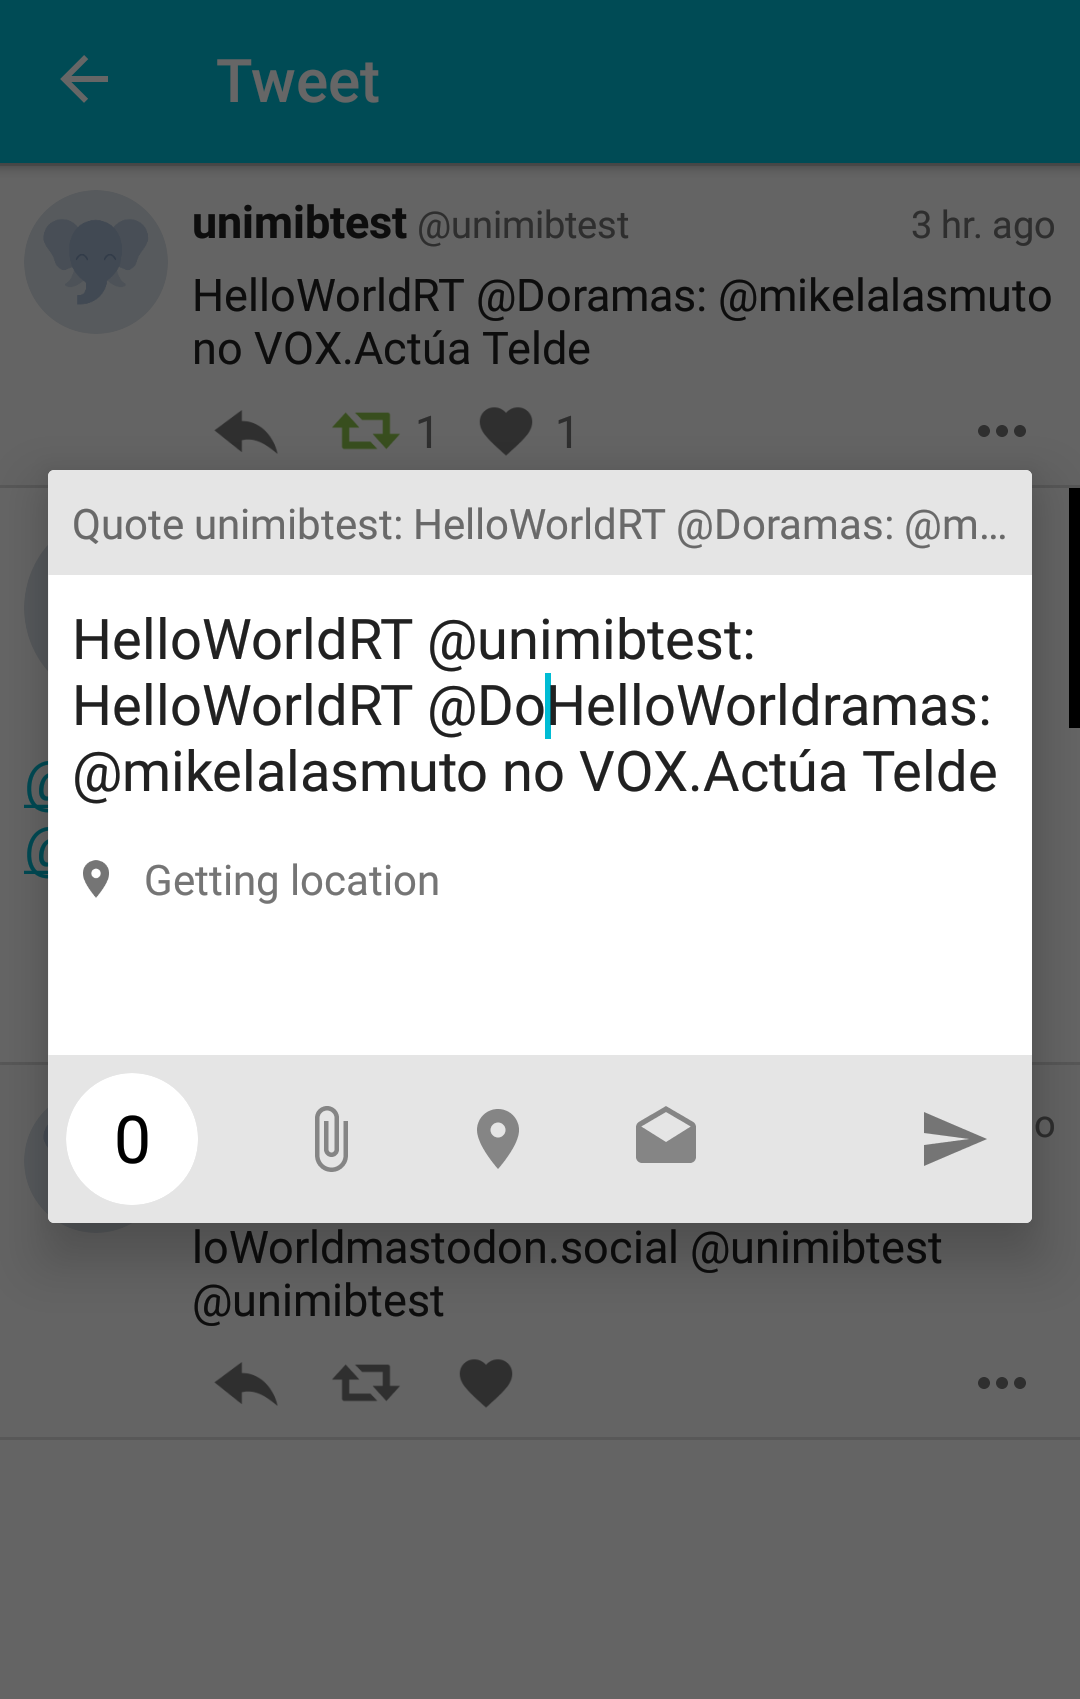 Tweet
unimibtest @unimibtest 3 hr. ago
HelloWorldRT @Doramas: @mikelalasmuto
no VOX.Actúa Telde
1 1
Quote unimibtest: HelloWorldRT @Doramas: @m...
HelloWorldRT @unimibtest:
HelloWorldRT @DoHelloWorldramas:
@mikelalasmuto no VOX.Actúa Telde
@
@
Getting location
0
o
loWorldmastodon.social @unimibtest
@unimibtest